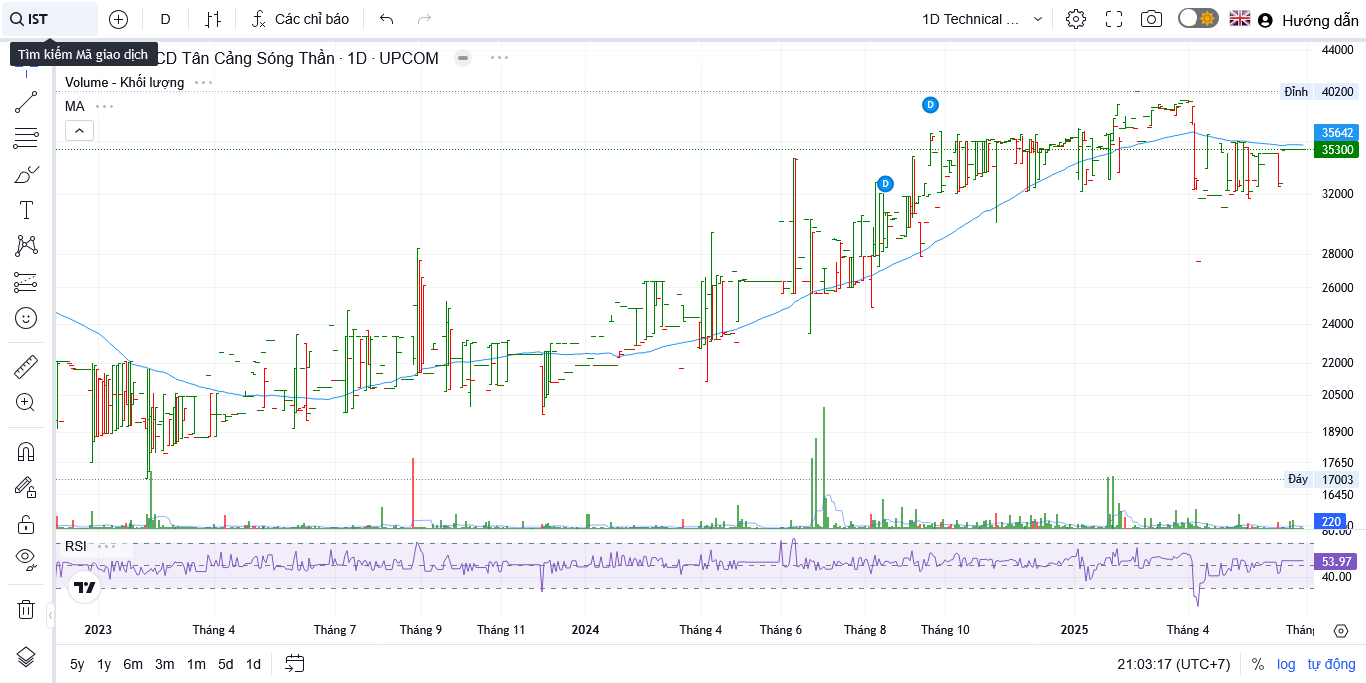 IST
D
Các chỉ báo
1D Technical ...
Hướng dẫn
Tìm kiếm Mã giao dịch
CD Tân Cảng Sóng Thần · 1D · UPCOM
Volume - Khối lượng
MA
D
D
44000
Đỉnh 40200
35642
35300
32000
28000
26000
24000
22000
20500
18900
17650
Đáy 17003
16450
220
RSI
53.97
40.00
2023
Tháng 4
Tháng 7
Tháng 9
Tháng 11
2024
Tháng 4
Tháng 6
Tháng 8
Tháng 10
2025
Tháng 4
5y 1y 6m 3m 1m 5d 1d
21:03:17 (UTC+7)
% log tự động